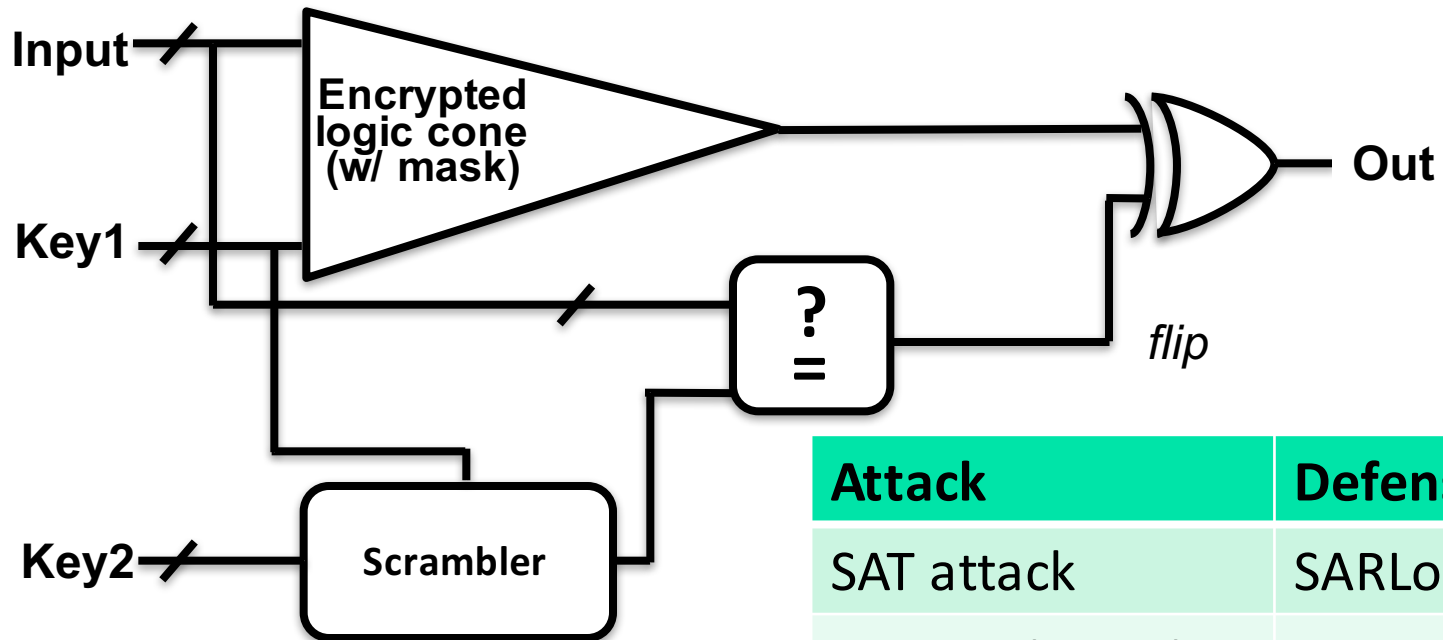 Input
Encrypted
logic cone
(w/ mask)
Out
Key1
?
=
flip
Key2
Scrambler
Attack
SAT attack